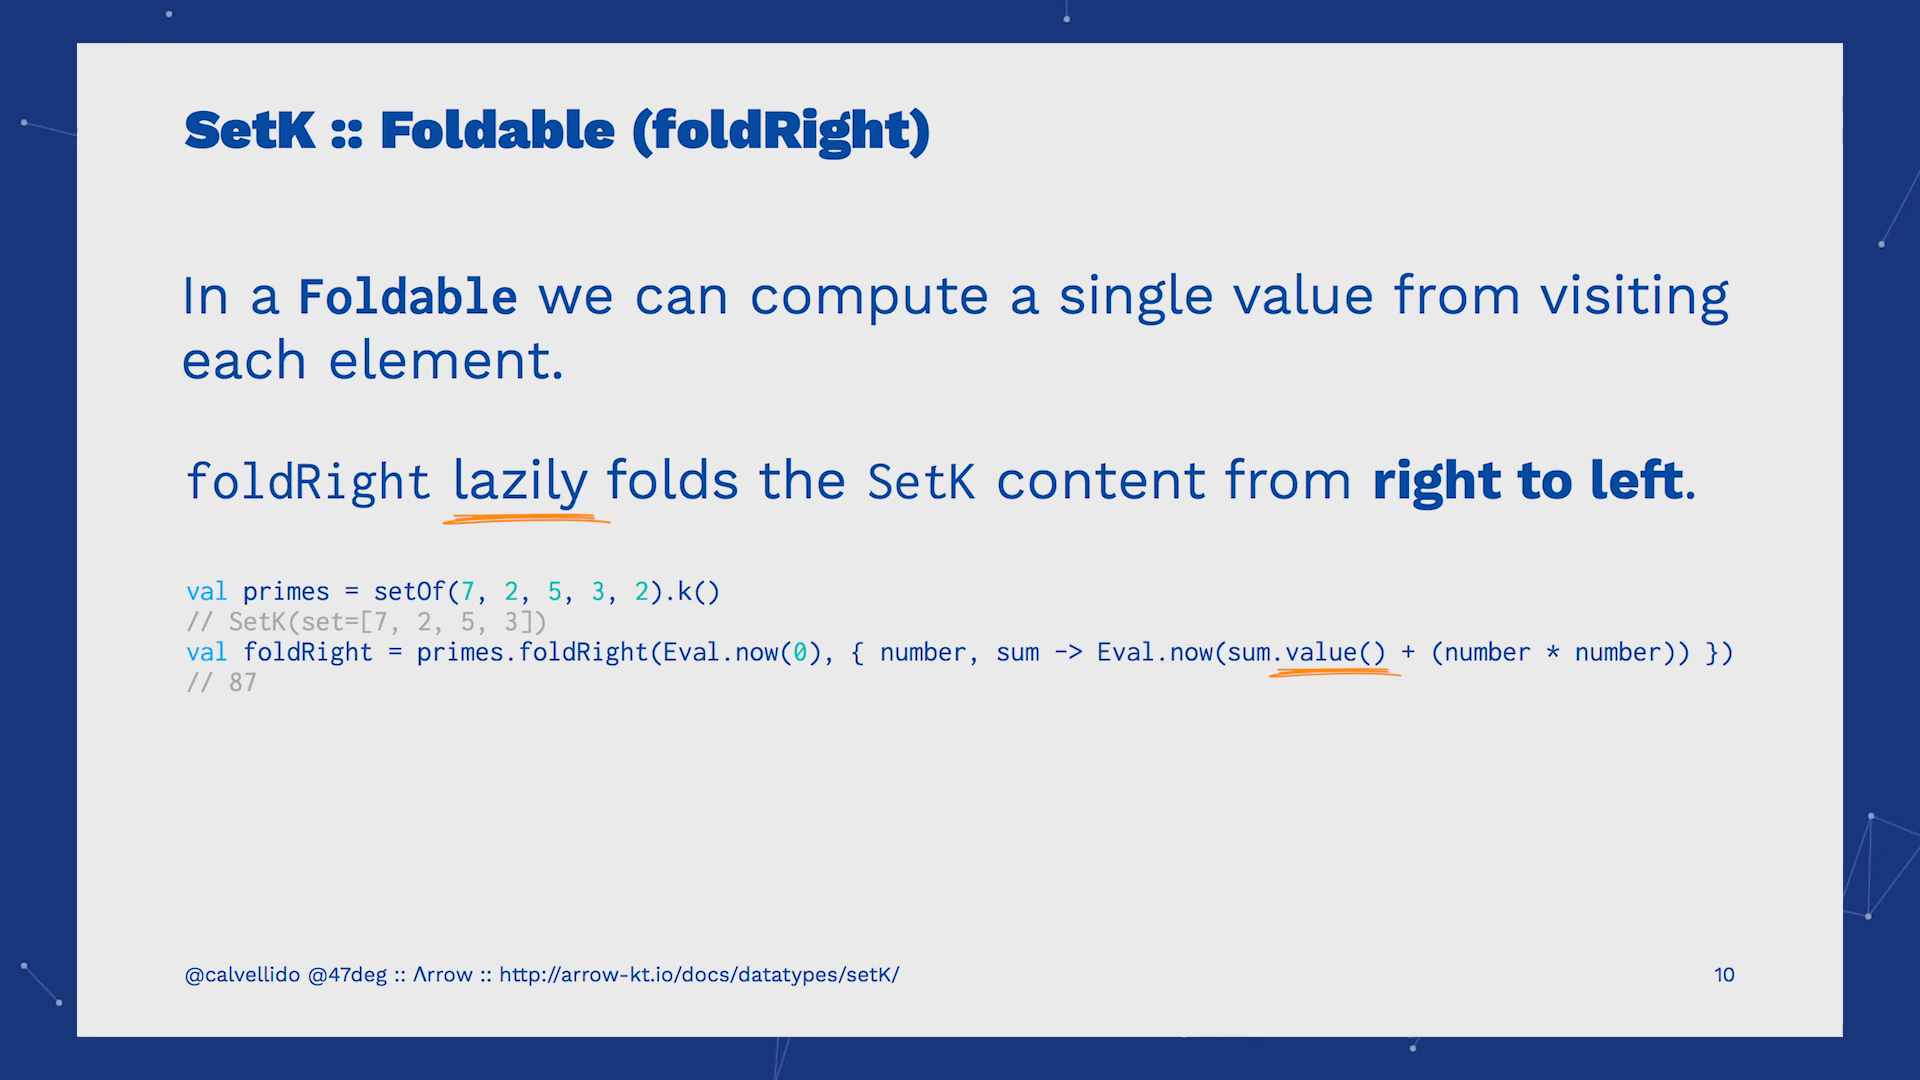 SetK :: Foldable (foldRight)
In a Foldable we can compute a single value from visiting
each element.
foldRight lazily folds the SetK content from right to left.
val primes = setOf(7, 2, 5, 3, 2).k()
// SetK(set=[7, 2, 5, 3])
val foldRight = primes.foldRight(Eval.now(0), { number, sum -> Eval.now(sum.value() + (number * number)) })
// 87
@calvellido @47deg :: Λrrow :: http://arrow-kt.io/docs/datatypes/setK/
10